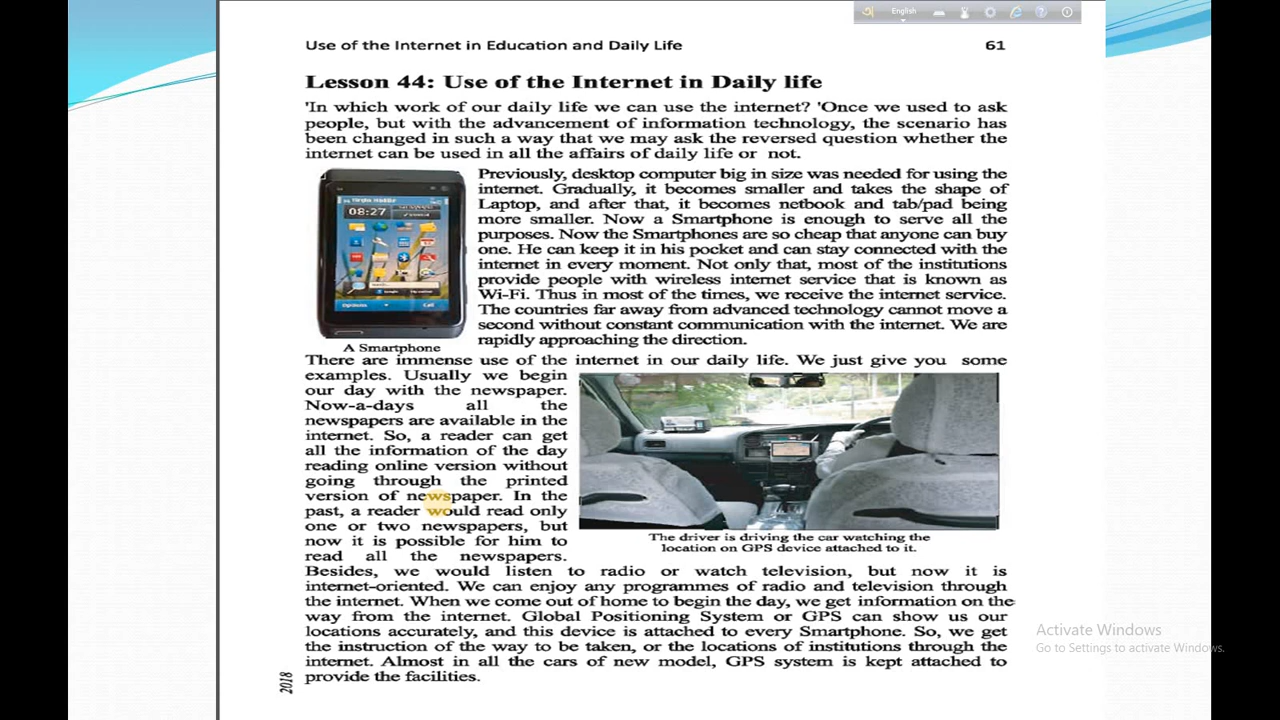 English
Use of the Internet in Education and Daily Life 61
Lesson 44: Use of the Internet in Daily life
'In which work of our daily life we can use the internet? 'Once we used to ask
people, but with the advancement of information technology, the scenario has
been changed in such a way that we may ask the reversed question whether the
internet can be used in all the affairs of daily life or not.
Previously, desktop computer big in size was needed for using the
internet. Gradually, it becomes smaller and takes the shape of
Laptop, and after that, it becomes netbook and tab/pad being
more smaller. Now a Smartphone is enough to serve all the
purposes. Now the Smartphones are so cheap that anyone can buy
one. He can keep it in his pocket and can stay connected with the
internet in every moment. Not only that, most of the institutions
provide people with wireless internet service that is known as
Wi-Fi. Thus in most of the times, we receive the internet service.
The countries far away from advanced technology cannot move a
second without constant communication with the internet. We are
rapidly approaching the direction.
08:27
A Smartphone
There are immense use of the internet in our daily life. We just give you some
examples. Usually we begin
our day with the newspaper.
Now-a-days all the
newspapers are available in the
internet. So, a reader can get
all the information of the day
reading online version without
going through the printed
version of newspaper. In the
past, a reader would read only
one or two newspapers, but
now it is possible for him to
read all the newspapers.
The driver is driving the car watching the
location on GPS device attached to it.
Besides, we would listen to radio or watch television, but now it is
internet-oriented. We can enjoy any programmes of radio and television through
the internet. When we come out of home to begin the day, we get information on the
way from the internet. Global Positioning System or GPS can show us our
locations accurately, and this device is attached to every Smartphone. So, we get
the instruction of the way to be taken, or the locations of institutions through the
internet. Almost in all the cars of new model, GPS system is kept attached to
provide the facilities.
2018
Activate Windows
Go to Settings to activate Windows.